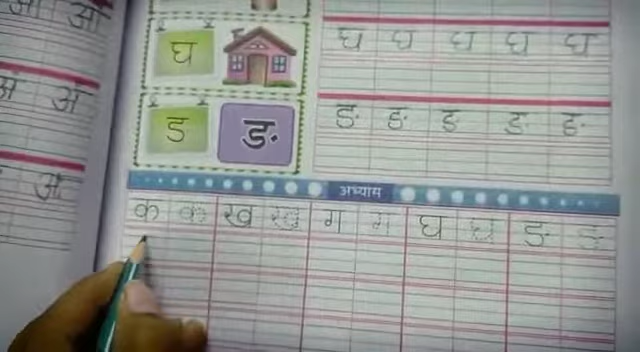 आ आ
घ
घ घ घ घ घ
अं अं
ड ङ
ङ ङ ङ ङ ङ
अभ्यास
क क ख ख ग ग घ घ ङ ङ